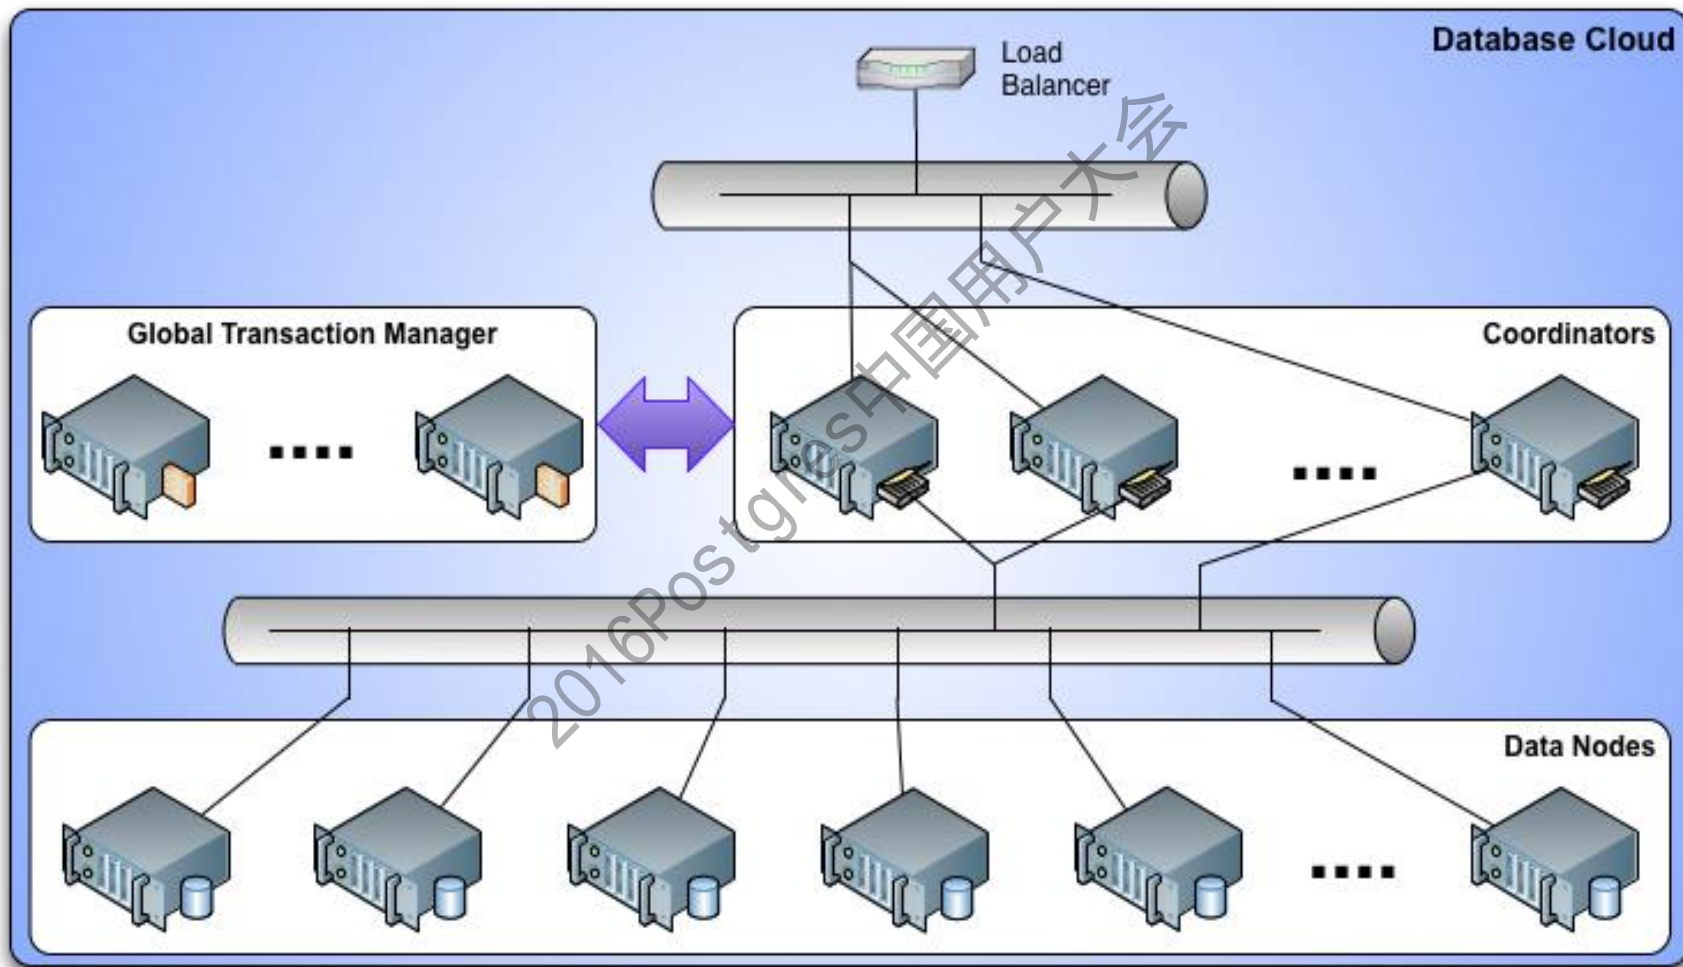 Database Cloud
Load
Balancer
Global Transaction Manager
Coordinators
Data Nodes
2016Postgres中国用户大会